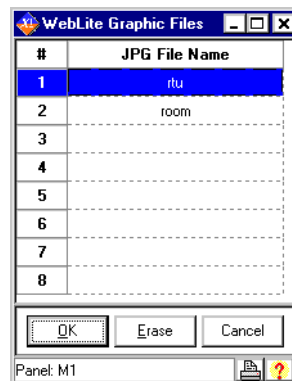 WebLite Graphic Files
# JPG File Name
1 rtu
2 room
3
4
5
6
7
8
OK Erase Cancel
Panel: M1 ?